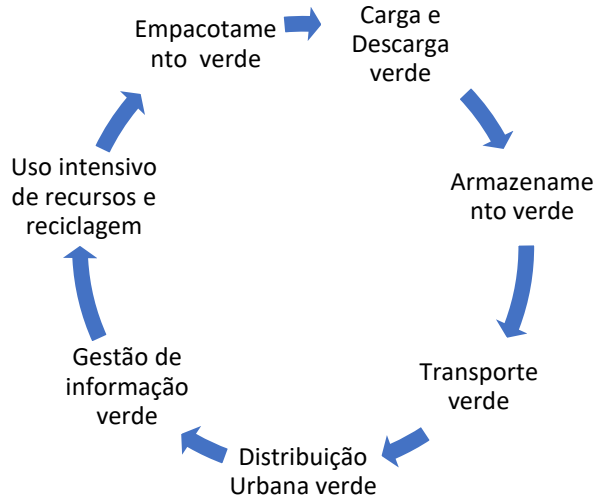 Empacotame
nto verde
Carga e
Descarga
verde
Armazename
nto verde
Transporte
verde
Distribuição
Urbana verde
Gestão de
informação
verde
Uso intensivo
de recursos e
reciclagem